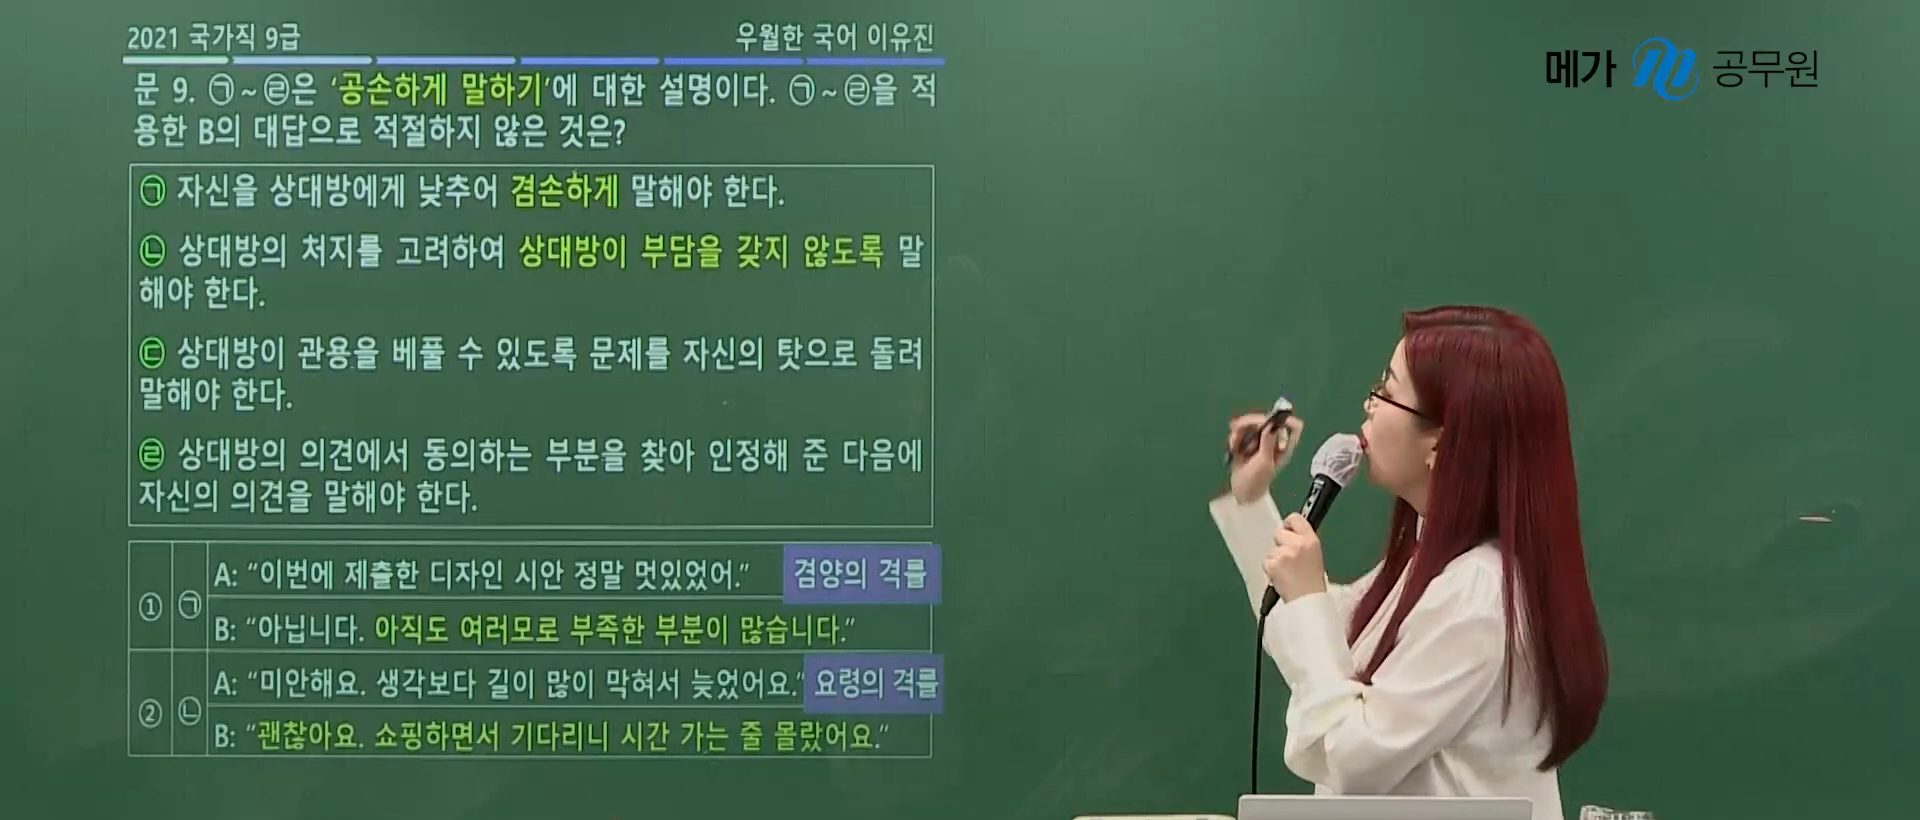 2021 국가직 9급
우월한 국어 이유진
메가 공무원
문 9. ㉠~㉣은 ‘공손하게 말하기’에 대한 설명이다. ㉠~㉣을 적
용한 B의 대답으로 적절하지 않은 것은?
㉠ 자신을 상대방에게 낮추어 겸손하게 말해야 한다.
㉡ 상대방의 처지를 고려하여 상대방이 부담을 갖지 않도록 말
해야 한다.
㉢ 상대방이 관용을 베풀 수 있도록 문제를 자신의 탓으로 돌려
말해야 한다.
㉣ 상대방의 의견에서 동의하는 부분을 찾아 인정해 준 다음에
자신의 의견을 말해야 한다.
① ㉠
A: “이번에 제출한 디자인 시안 정말 멋있었어.” 겸양의 격률
B: “아닙니다. 아직도 여러모로 부족한 부분이 많습니다.”
② ㉡
A: “미안해요. 생각보다 길이 많이 막혀서 늦었어요.” 요령의 격률
B: “괜찮아요. 쇼핑하면서 기다리니 시간 가는 줄 몰랐어요.”